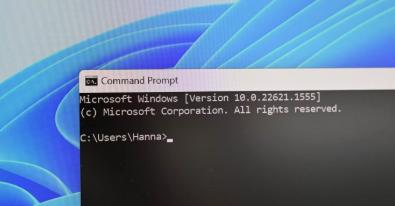 Command Prompt
Microsoft Windows [Version 10.0.22621.1555]
(c) Microsoft Corporation. All rights reserved.
C:\Users\Hanna>